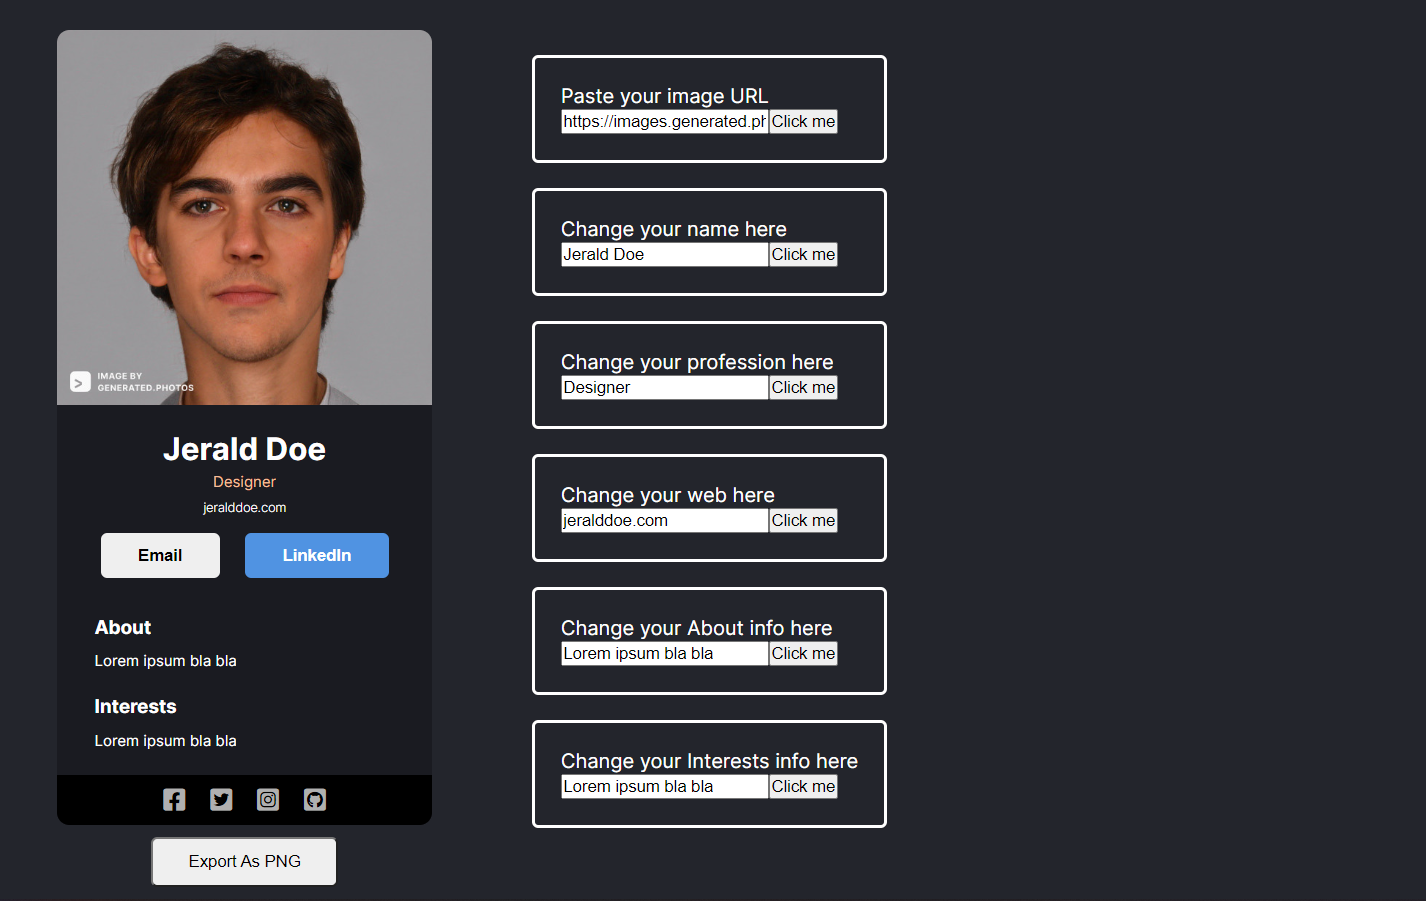 IMAGE BY
GENERATED.PHOTOS
Jerald Doe
Designer
jeralddoe.com
Email LinkedIn
About
Lorem ipsum bla bla
Interests
Lorem ipsum bla bla
Export As PNG
Paste your image URL
https://images.generated.ph Click me
Change your name here
Jerald Doe Click me
Change your profession here
Designer Click me
Change your web here
jeralddoe.com Click me
Change your About info here
Lorem ipsum bla bla Click me
Change your Interests info here
Lorem ipsum bla bla Click me